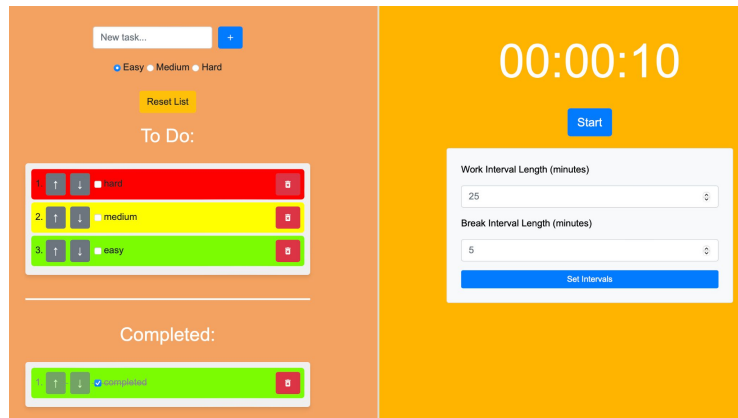 New task...
+
Easy Medium Hard
Reset List
To Do:
1. ↑ ↓ hard
2. ↑ ↓ medium
3. ↑ ↓ easy
Completed:
1. ↑ ↓ completed
00:00:10
Start
Work Interval Length (minutes)
25
Break Interval Length (minutes)
5
Set Intervals